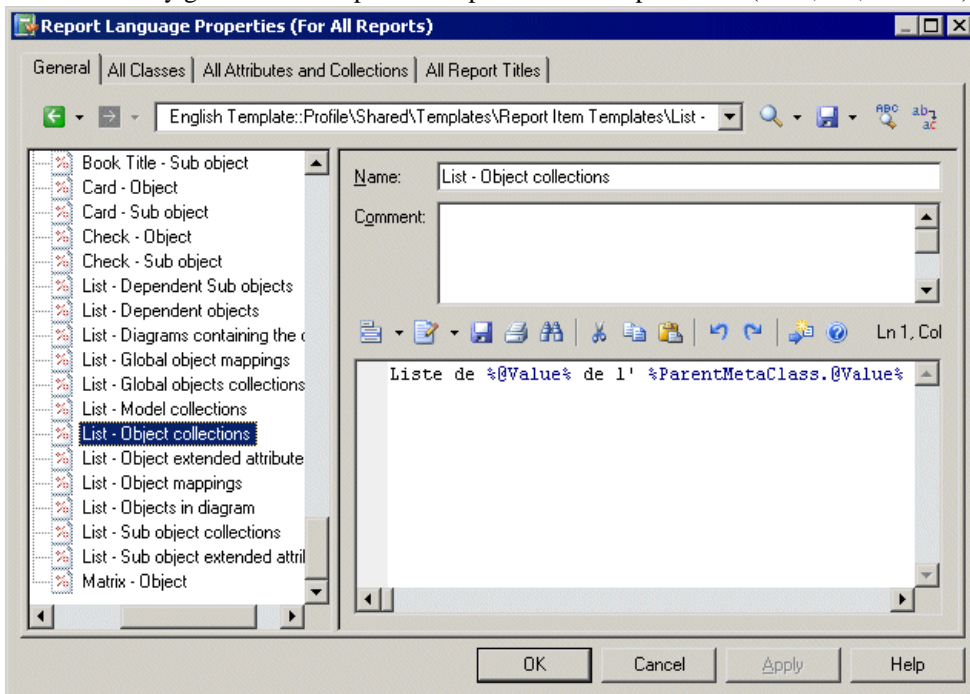 Report Language Properties (For All Reports)
General All Classes All Attributes and Collections All Report Titles
English Template::Profile\Shared\Templates\Report Item Templates\List -
Book Title - Sub object
Card - Object
Card - Sub object
Check - Object
Check - Sub object
List - Dependent Sub objects
List - Dependent objects
List - Diagrams containing the
List - Global object mappings
List - Global objects collections
List - Model collections
List - Object collections
List - Object extended attribute
List - Object mappings
List - Objects in diagram
List - Sub object collections
List - Sub object extended attril
Matrix - Object
Name: List - Object collections
Comment:
Ln 1, Col
Liste de %@Value% de l' %ParentMetaClass.@Value%
OK Cancel Apply Help